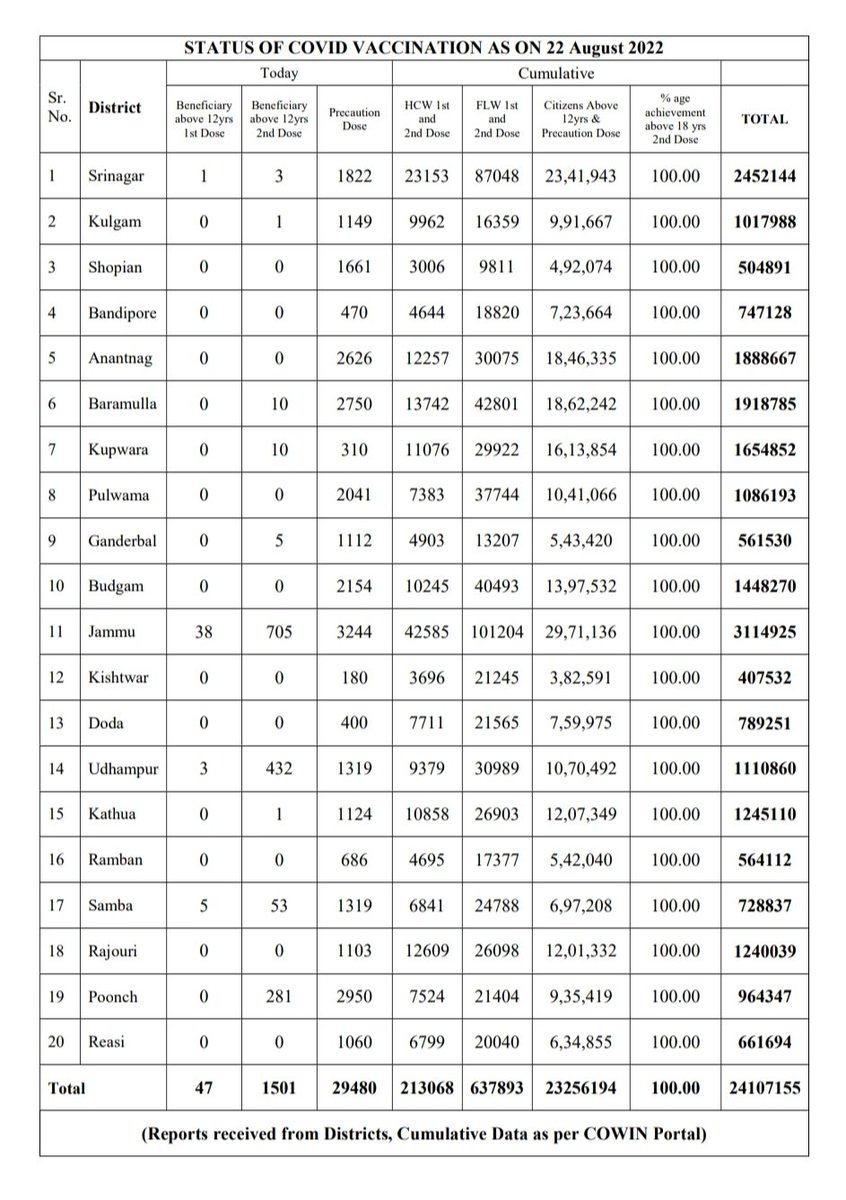 STATUS OF COVID VACCINATION AS ON 22 August 2022
Sr. No. District Today Cumulative
Beneficiary above 12yrs 1st Dose Beneficiary above 12yrs 2nd Dose Precaution Dose HCW 1st and 2nd Dose FLW 1st and 2nd Dose Citizens Above 12yrs & Precaution Dose % age achievement above 18 yrs 2nd Dose TOTAL
1 Srinagar 1 3 1822 23153 87048 23,41,943 100.00 2452144
2 Kulgam 0 1 1149 9962 16359 9,91,667 100.00 1017988
3 Shopian 0 0 1661 3006 9811 4,92,074 100.00 504891
4 Bandipore 0 0 470 4644 18820 7,23,664 100.00 747128
5 Anantnag 0 0 2626 12257 30075 18,46,335 100.00 1888667
6 Baramulla 0 10 2750 13742 42801 18,62,242 100.00 1918785
7 Kupwara 0 10 310 11076 29922 16,13,854 100.00 1654852
8 Pulwama 0 0 2041 7383 37744 10,41,066 100.00 1086193
9 Ganderbal 0 5 1112 4903 13207 5,43,420 100.00 561530
10 Budgam 0 0 2154 10245 40493 13,97,532 100.00 1448270
11 Jammu 38 705 3244 42585 101204 29,71,136 100.00 3114925
12 Kishtwar 0 0 180 3696 21245 3,82,591 100.00 407532
13 Doda 0 0 400 7711 21565 7,59,975 100.00 789251
14 Udhampur 3 432 1319 9379 30989 10,70,492 100.00 1110860
15 Kathua 0 1 1124 10858 26903 12,07,349 100.00 1245110
16 Ramban 0 0 686 4695 17377 5,42,040 100.00 564112
17 Samba 5 53 1319 6841 24788 6,97,208 100.00 728837
18 Rajouri 0 0 1103 12609 26098 12,01,332 100.00 1240039
19 Poonch 0 281 2950 7524 21404 9,35,419 100.00 964347
20 Reasi 0 0 1060 6799 20040 6,34,855 100.00 661694
Total 47 1501 29480 213068 637893 23256194 100.00 24107155
(Reports received from Districts, Cumulative Data as per COWIN Portal)